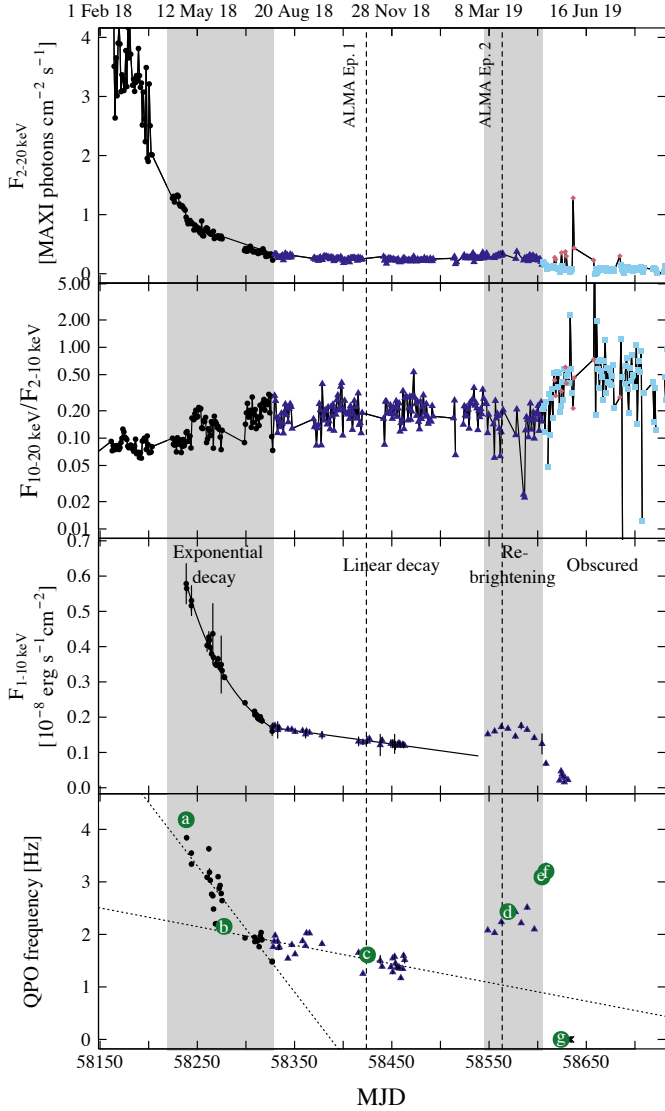 1 Feb 18 12 May 18 20 Aug 18 28 Nov 18 8 Mar 19 16 Jun 19
F2-20 keV
[MAXI photons cm−2 s−1]
4
3
2
1
0
ALMA Ep. 1
ALMA Ep. 2
F10-20 keV/F2-10 keV
5.00
2.00
1.00
0.50
0.20
0.10
0.05
0.02
0.01
F1-10 keV
[10−8 erg s−1cm−2]
0.7
0.6
0.5
0.4
0.3
0.2
0.1
0.0
Exponential
decay
Linear decay
Re-
brightening
Obscured
QPO frequency [Hz]
4
3
2
1
0
a
b
c
d
e
f
g
58150 58250 58350 58450 58550 58650
MJD